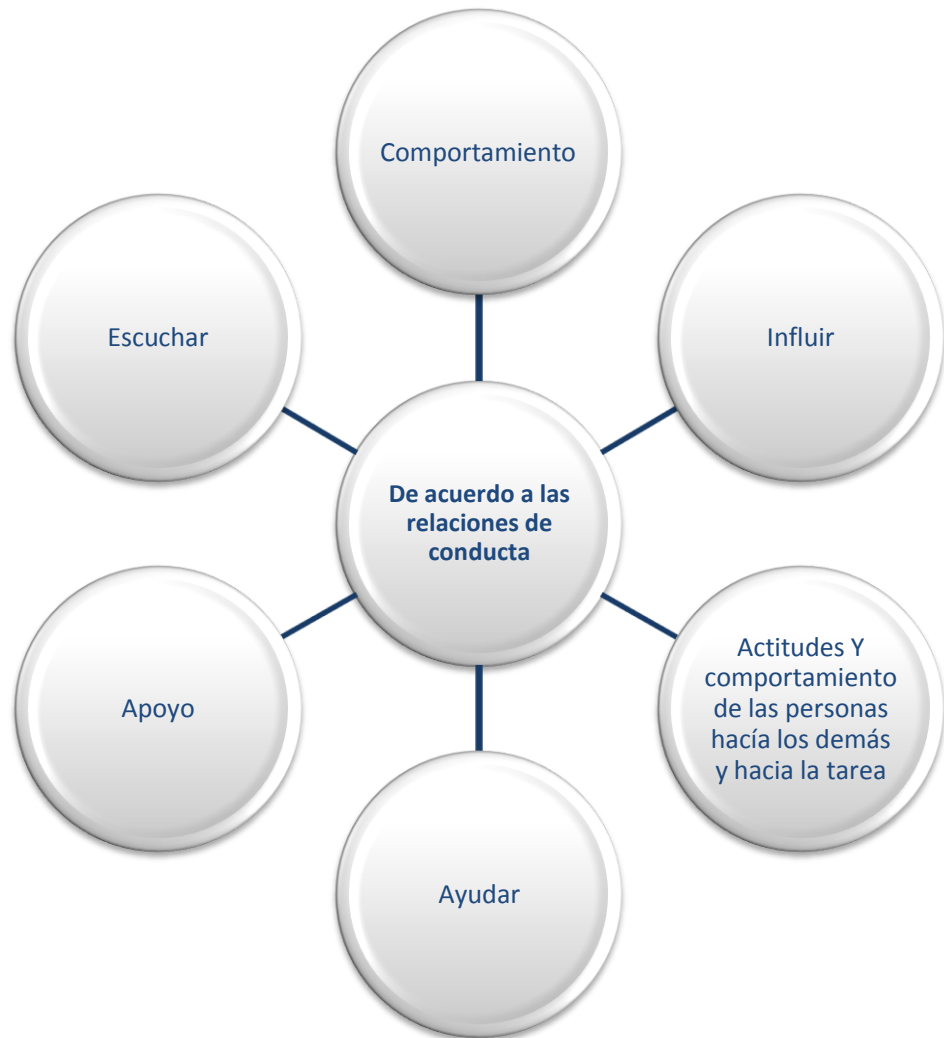 Comportamiento
Escuchar
Influir
De acuerdo a las
relaciones de
conducta
Apoyo
Actitudes Y
comportamiento
de las personas
hacía los demás
y hacia la tarea
Ayudar